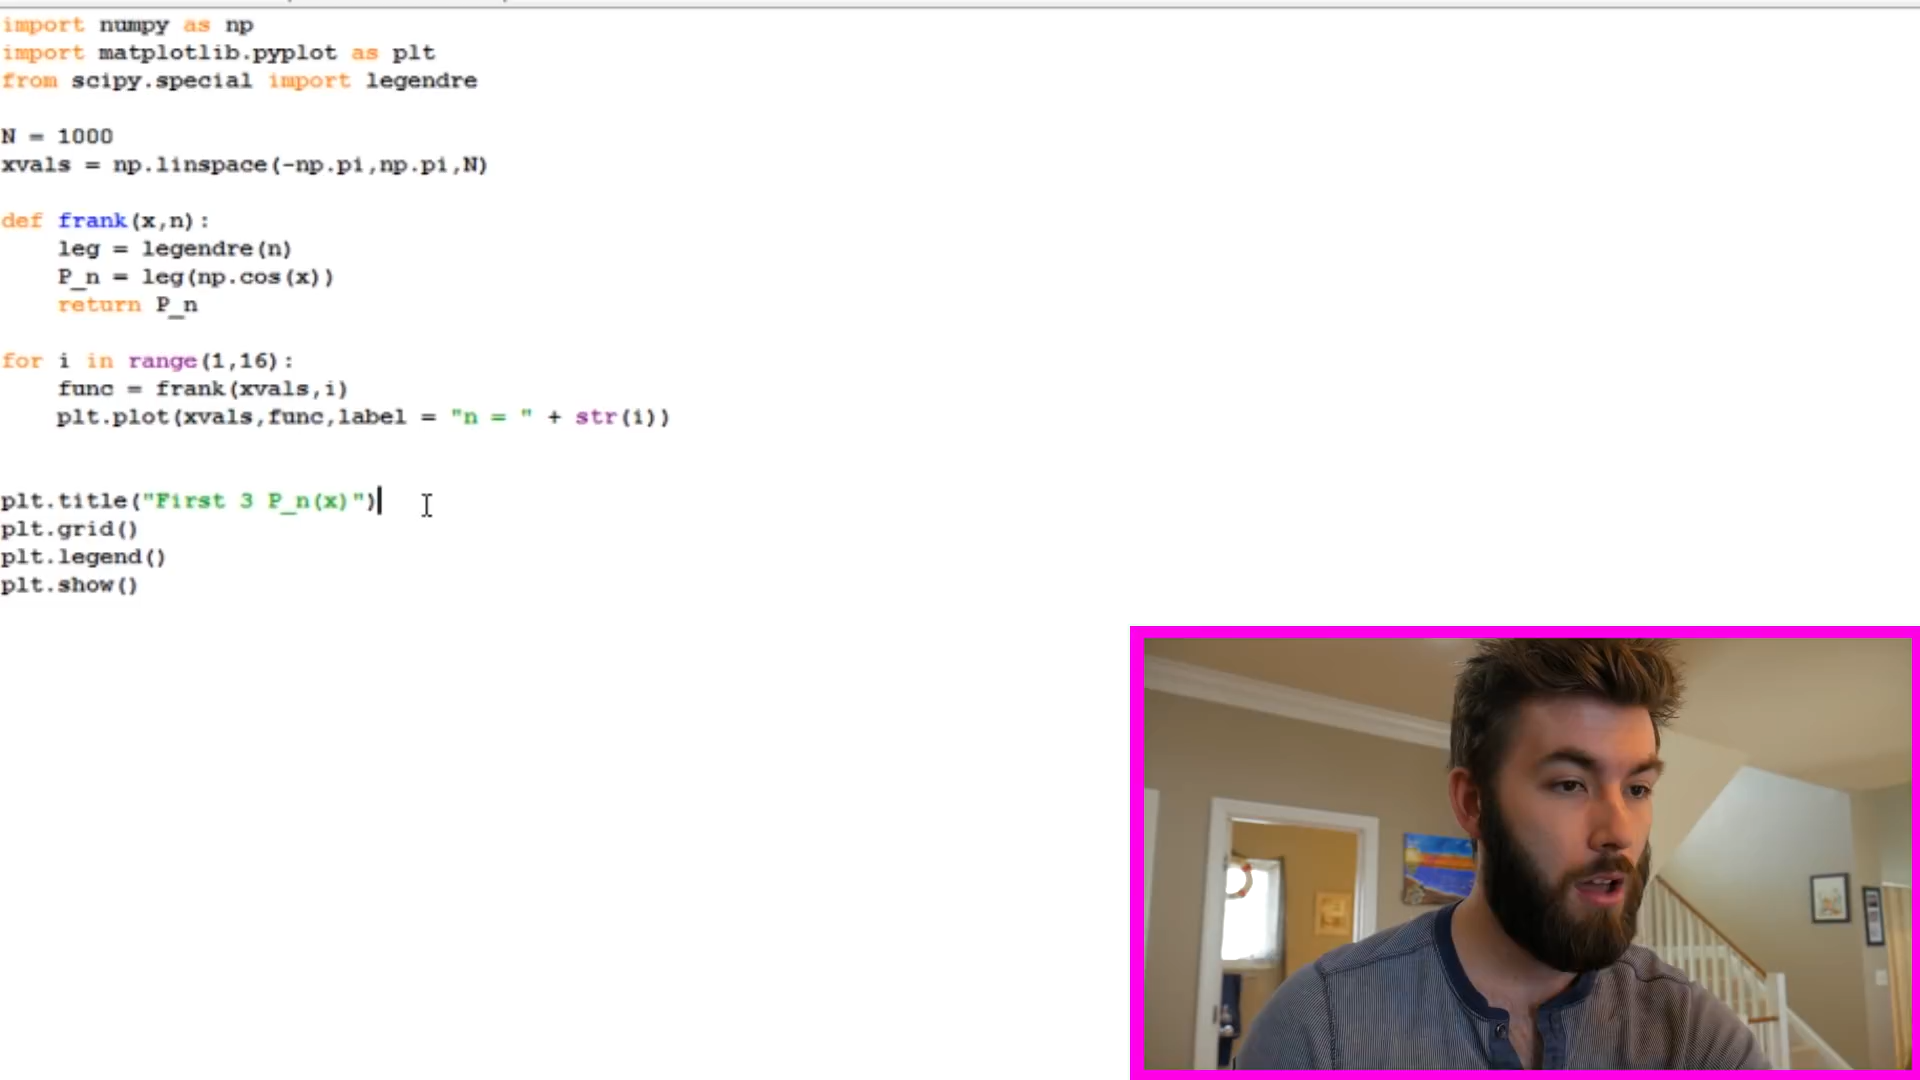 import numpy as np
import matplotlib.pyplot as plt
from scipy.special import legendre
N = 1000
xvals = np.linspace(-np.pi,np.pi,N)
def frank(x,n):
    leg = legendre(n)
    P_n = leg(np.cos(x))
    return P_n
for i in range(1,16):
    func = frank(xvals,i)
    plt.plot(xvals,func,label = "n = " + str(i))
plt.title("First 3 P_n(x)")
plt.grid()
plt.legend()
plt.show()